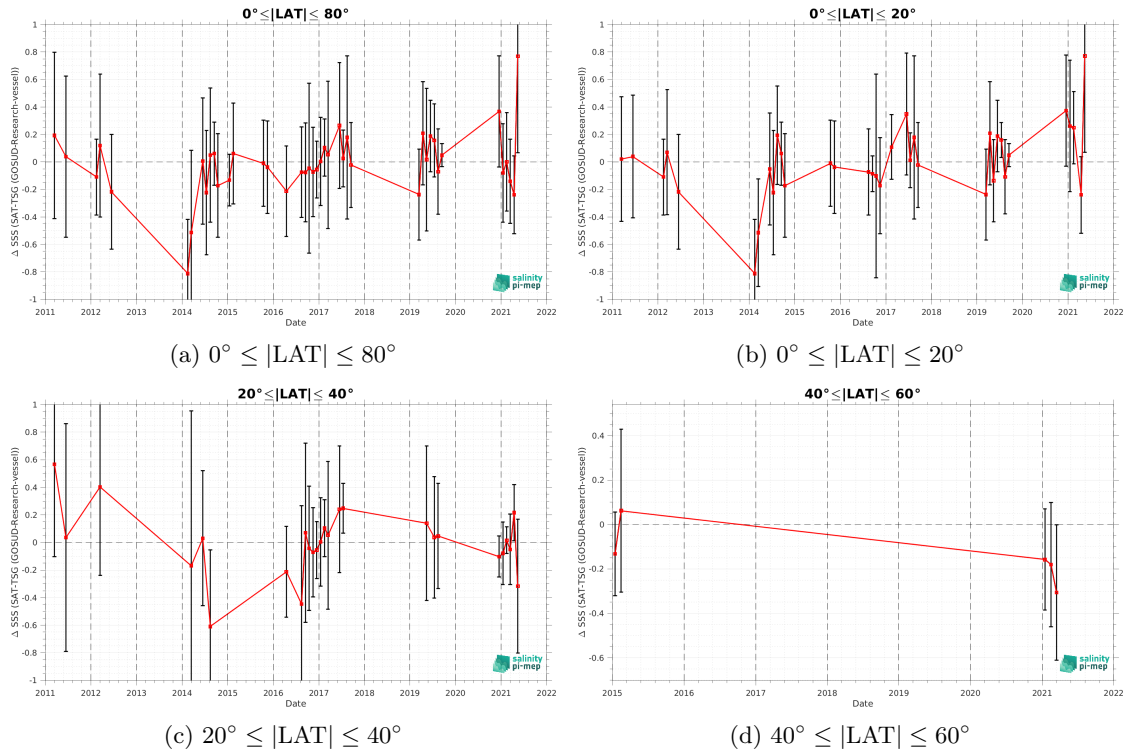 0°≤|LAT|≤ 80°
Δ SSS (SAT-TSG (GOSUD-Research-vessel))
1
0.8
0.6
0.4
0.2
0
-0.2
-0.4
-0.6
-0.8
-1
2011 2012 2013 2014 2015 2016 2017 2018 2019 2020 2021 2022
Date
salinity
pi-mep
(a) 0° ≤ |LAT| ≤ 80°
0°≤|LAT|≤ 20°
Δ SSS (SAT-TSG (GOSUD-Research-vessel))
1
0.8
0.6
0.4
0.2
0
-0.2
-0.4
-0.6
-0.8
-1
2011 2012 2013 2014 2015 2016 2017 2018 2019 2020 2021 2022
Date
salinity
pi-mep
(b) 0° ≤ |LAT| ≤ 20°
20°≤|LAT|≤ 40°
Δ SSS (SAT-TSG (GOSUD-Research-vessel))
1
0.8
0.6
0.4
0.2
0
-0.2
-0.4
-0.6
-0.8
-1
2011 2012 2013 2014 2015 2016 2017 2018 2019 2020 2021 2022
Date
salinity
pi-mep
(c) 20° ≤ |LAT| ≤ 40°
40°≤|LAT|≤ 60°
Δ SSS (SAT-TSG (GOSUD-Research-vessel))
0.4
0.2
0
-0.2
-0.4
-0.6
2015 2016 2017 2018 2019 2020 2021 2022
Date
salinity
pi-mep
(d) 40° ≤ |LAT| ≤ 60°